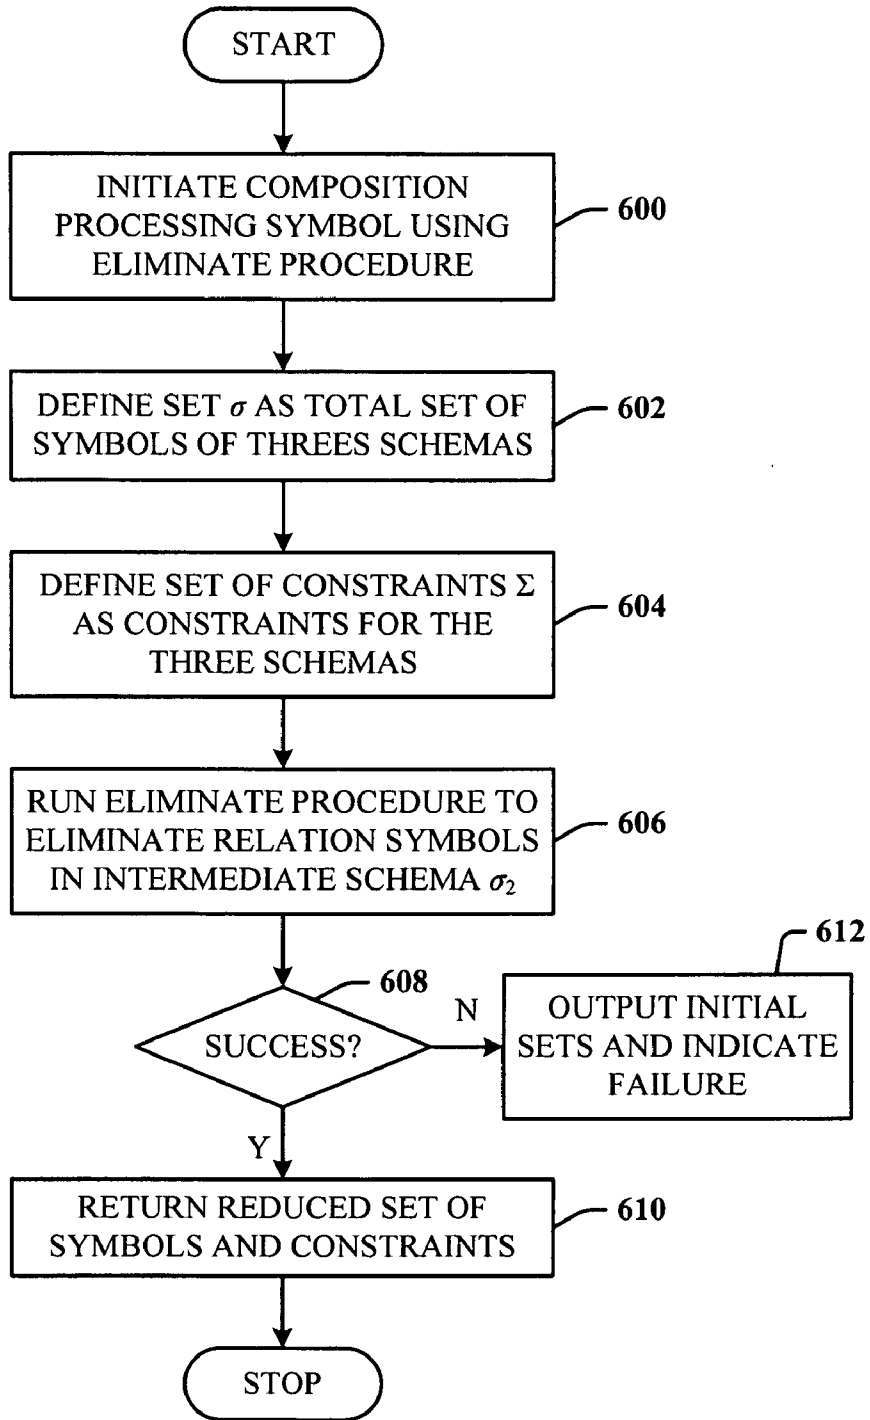 START
INITIATE COMPOSITION
PROCESSING SYMBOL USING
ELIMINATE PROCEDURE
600
DEFINE SET σ AS TOTAL SET OF
SYMBOLS OF THREES SCHEMAS
602
DEFINE SET OF CONSTRAINTS Σ
AS CONSTRAINTS FOR THE
THREE SCHEMAS
604
RUN ELIMINATE PROCEDURE TO
ELIMINATE RELATION SYMBOLS
IN INTERMEDIATE SCHEMA σ₂
606
SUCCESS?
608
N
OUTPUT INITIAL
SETS AND INDICATE
FAILURE
612
Y
RETURN REDUCED SET OF
SYMBOLS AND CONSTRAINTS
610
STOP